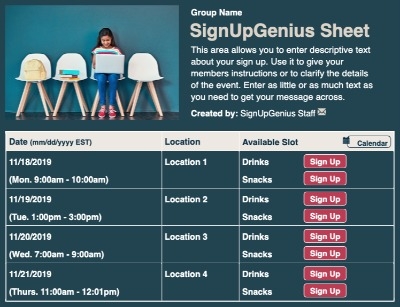 Group Name
SignUpGenius Sheet
This area allows you to enter descriptive text
about your sign up. Use it to give your
members instructions or to clarify the details
of the event. Enter as little or as much text as
you need to get your message across.
Created by: SignUpGenius Staff
Date (mm/dd/yyyy EST) Location Available Slot Calendar
11/18/2019 Location 1 Drinks Sign Up
(Mon. 9:00am - 10:00am) Snacks Sign Up
11/19/2019 Location 2 Drinks Sign Up
(Tue. 1:00pm - 3:00pm) Snacks Sign Up
11/20/2019 Location 3 Drinks Sign Up
(Wed. 7:00am - 9:00am) Snacks Sign Up
11/21/2019 Location 4 Drinks Sign Up
(Thurs. 11:00am - 12:01pm) Snacks Sign Up